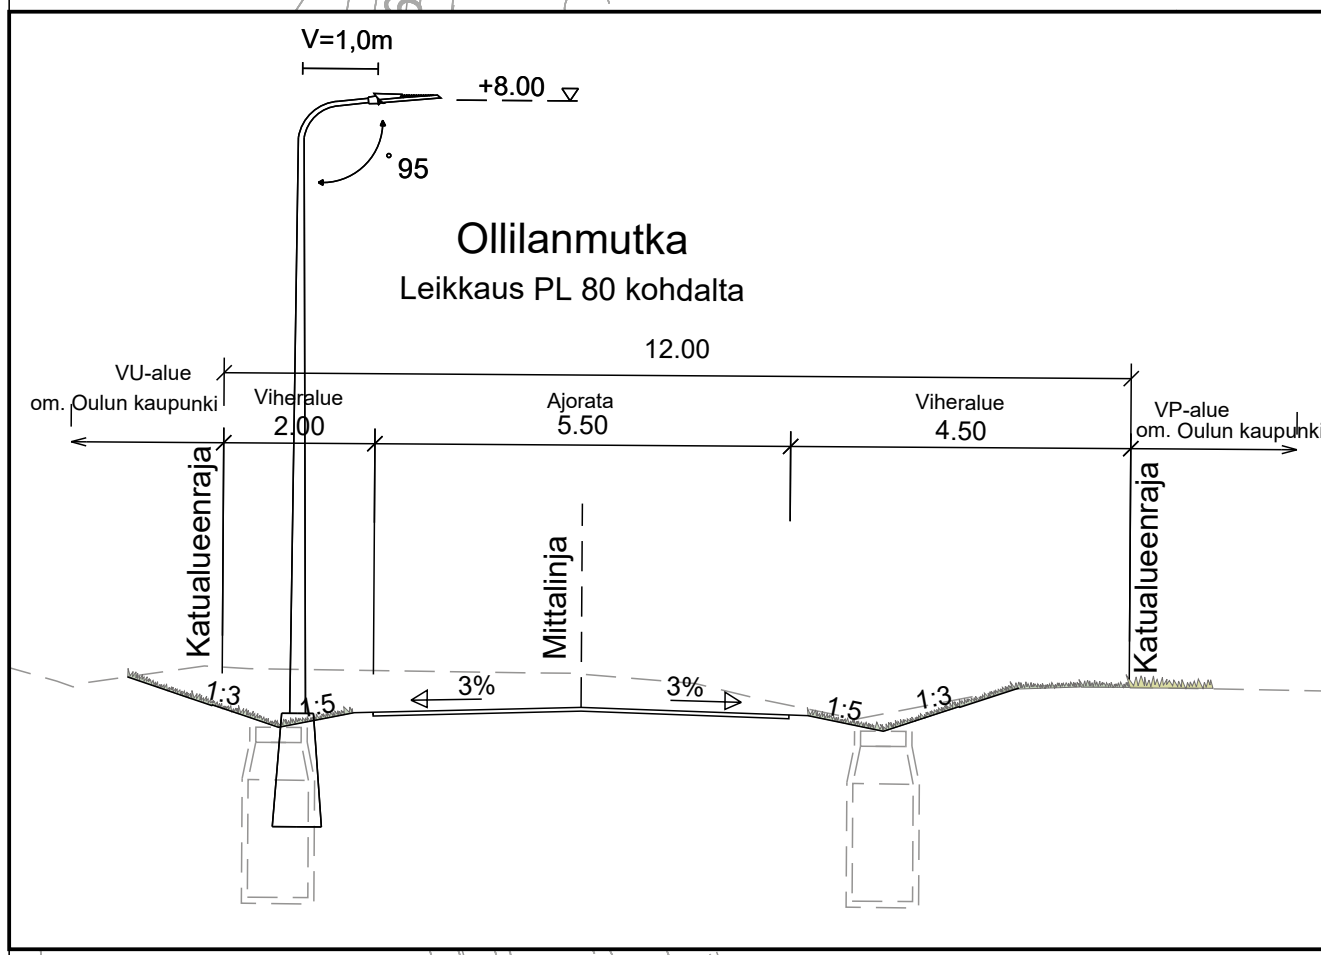 V=1,0m
+8.00
° 95
Ollilanmutka
Leikkaus PL 80 kohdalta
12.00
VU-alue
om. Oulun kaupunki
Viheralue
2.00
Ajorata
5.50
Viheralue
4.50
VP-alue
om. Oulun kaupunki
Katualueenraja
Mittalinja
Katualueenraja
1:3
1:5
3%
3%
1:5
1:3